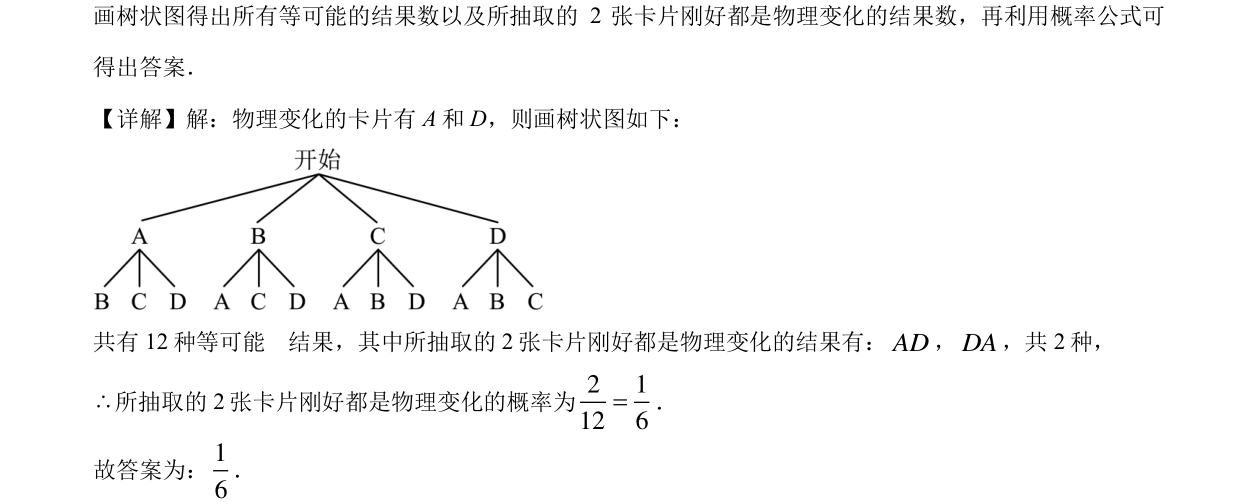 画树状图得出所有等可能的结果数以及所抽取的 2 张卡片刚好都是物理变化的结果数，再利用概率公式可
得出答案．
【详解】解：物理变化的卡片有 A 和 D，则画树状图如下：
开始
A B C D
B C D A C D A B D A B C
共有 12 种等可能 结果，其中所抽取的 2 张卡片刚好都是物理变化的结果有： AD ， DA ，共 2 种，
∴所抽取的 2 张卡片刚好都是物理变化的概率为 2/12 = 1/6 ．
故答案为： 1/6 ．